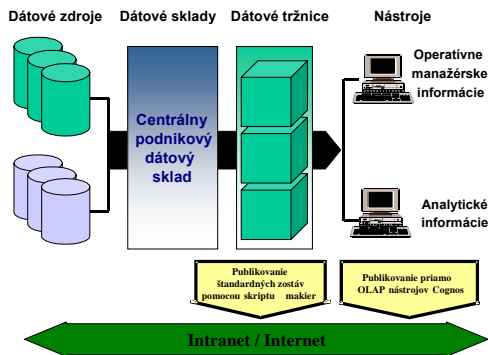 Dátové zdroje
Dátové sklady
Dátové tržnice
Nástroje
Centrálny
podnikový
dátový
sklad
Operatívne
manažérske
informácie
Analytické
informácie
Publikovanie
štandardných zostáv
pomocou skriptu makier
Publikovanie priamo
OLAP nástrojov Cognos
Intranet / Internet